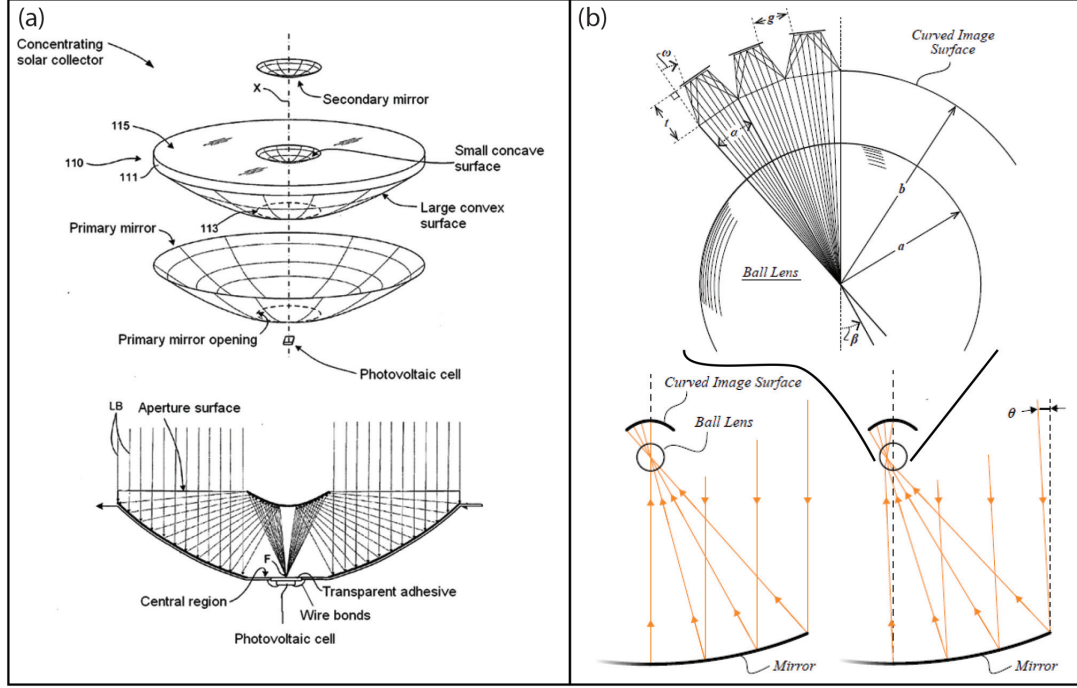 (a)
Concentrating
solar collector
X
Secondary mirror
115
110
111
Small concave
surface
113
Large convex
surface
Primary mirror
Primary mirror opening
Photovoltaic cell
LB
Aperture surface
F
Transparent adhesive
Central region
Wire bonds
Photovoltaic cell
(b)
g
ω
Curved Image
Surface
t
α
b
a
Ball Lens
β
Curved Image Surface
Ball Lens
θ
Mirror
Mirror